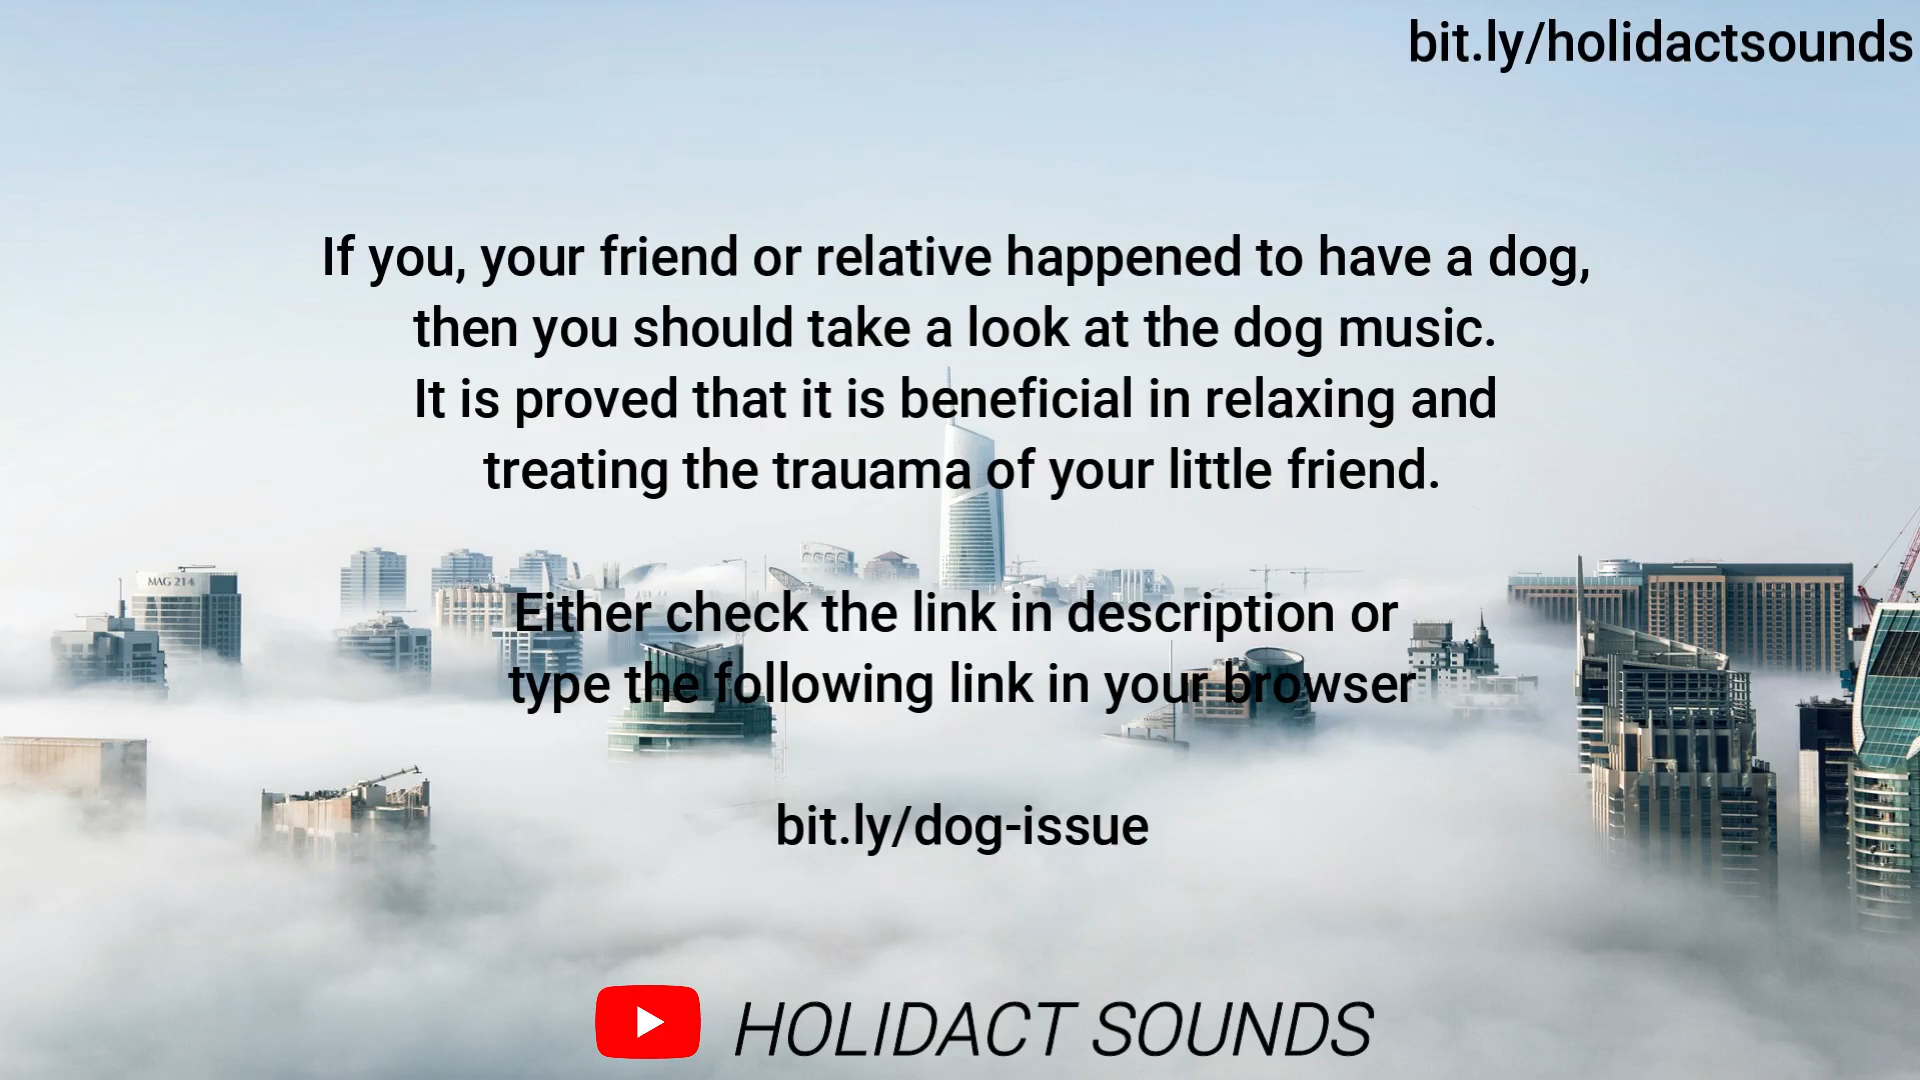 bit.ly/holidactsounds
If you, your friend or relative happened to have a dog,
then you should take a look at the dog music.
It is proved that it is beneficial in relaxing and
treating the trauama of your little friend.
MAG 214
Either check the link in description or
type the following link in your browser
bit.ly/dog-issue
HOLIDACT SOUNDS